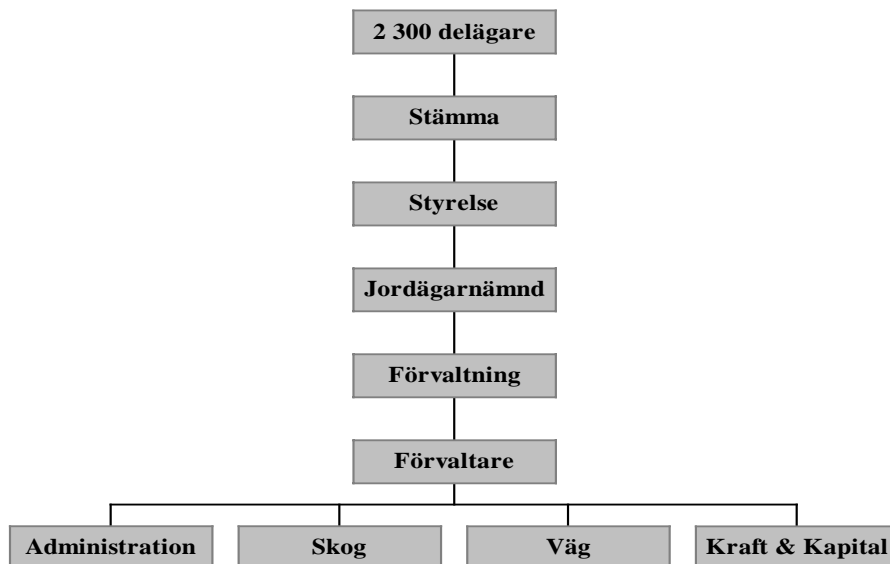 2 300 delägare
Stämma
Styrelse
Jordägarnämnd
Förvaltning
Förvaltare
Administration
Skog
Väg
Kraft & Kapital